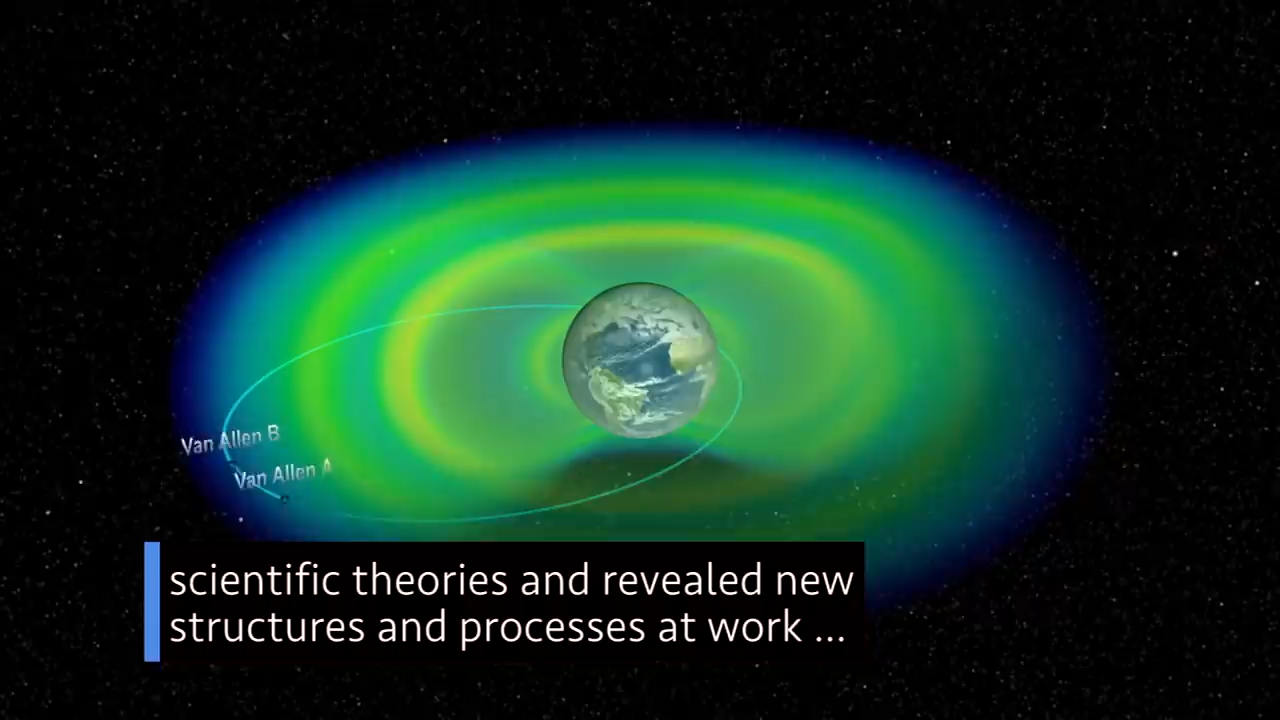 Van Allen B
Van Allen A
scientific theories and revealed new
structures and processes at work ...